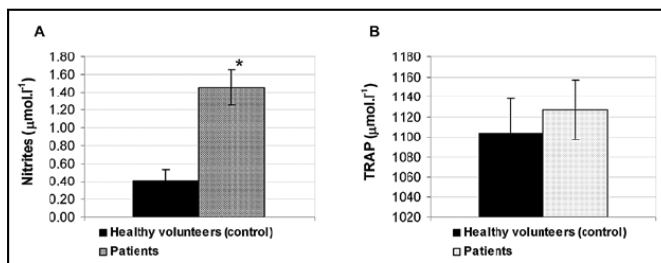 A
B
Nitrites (μmol.l⁻¹)
1.80
1.60
1.40
1.20
1.00
0.80
0.60
0.40
0.20
0.00
*
■ Healthy volunteers (control)
Patients
TRAP (μmol.l⁻¹)
1180
1160
1140
1120
1100
1080
1060
1040
1020
■ Healthy volunteers (control)
Patients